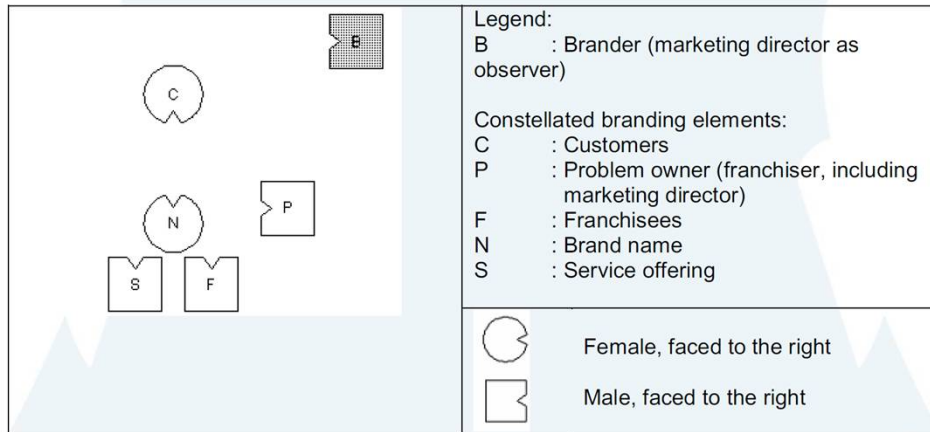 B
C
P
N
S F
Legend:
B : Brander (marketing director as
observer)
Constellated branding elements:
C : Customers
P : Problem owner (franchiser, including
marketing director)
F : Franchisees
N : Brand name
S : Service offering
Female, faced to the right
Male, faced to the right